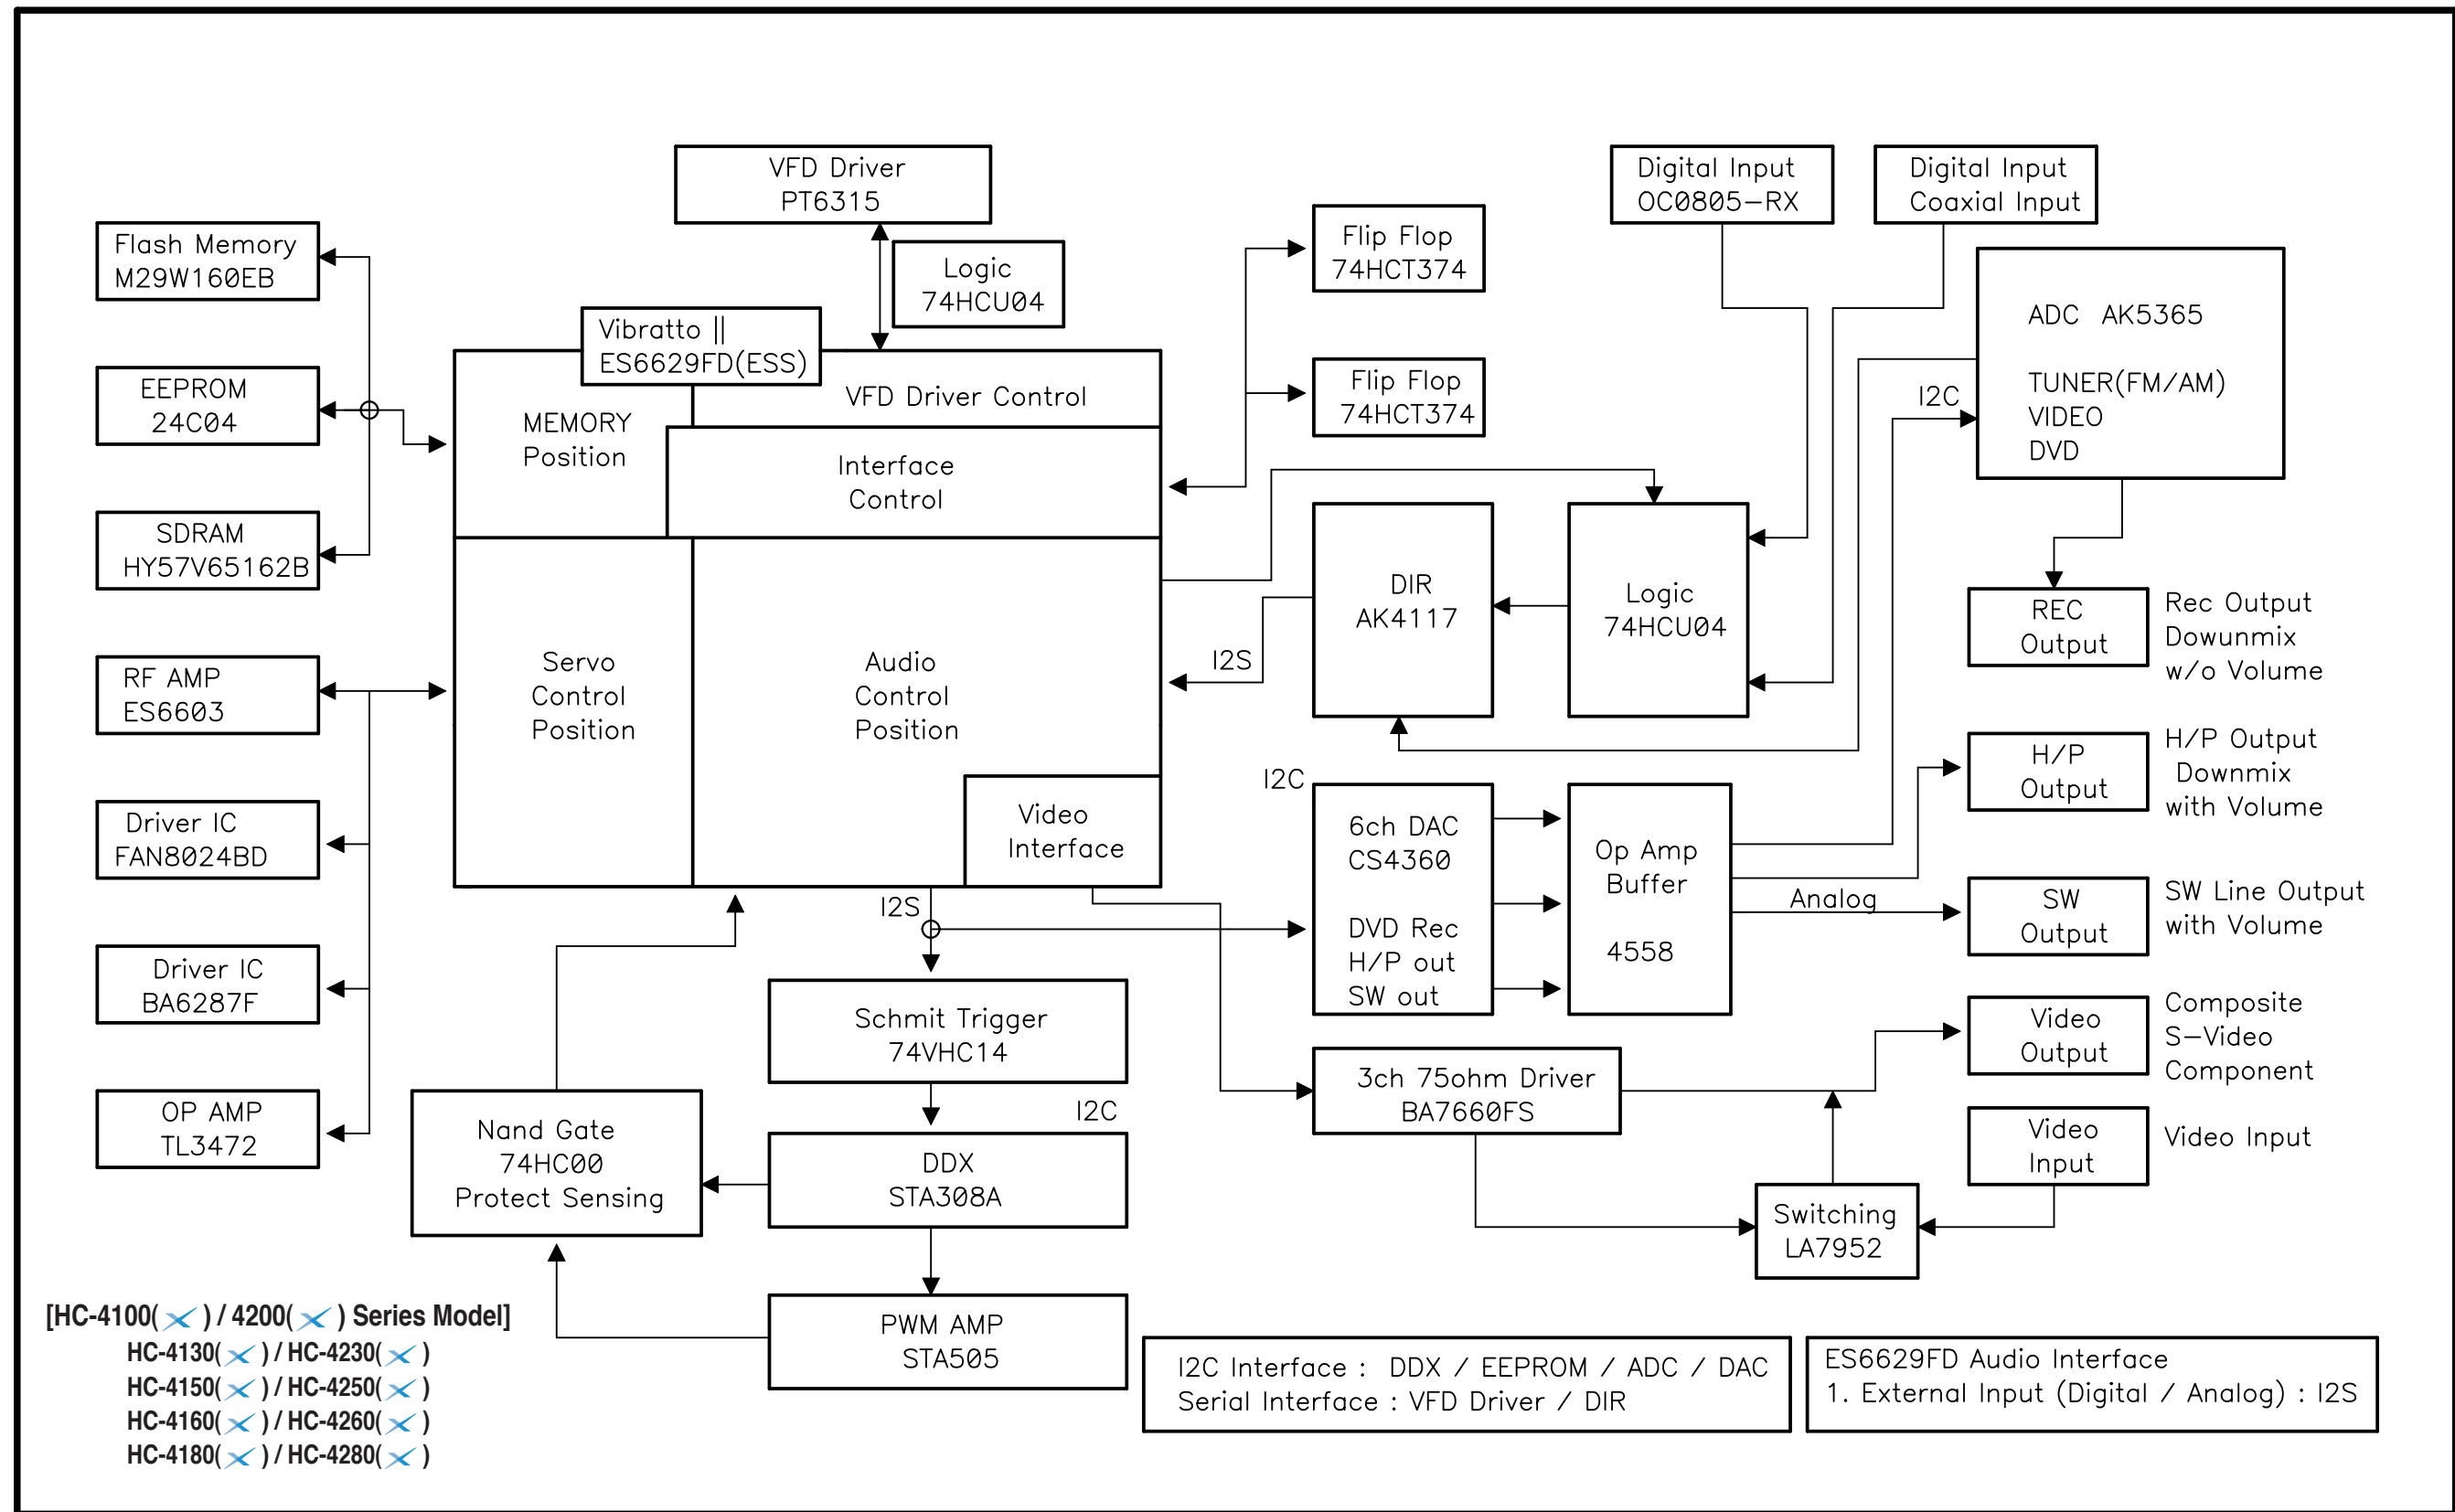 VFD Driver
PT6315
Digital Input
OC0805-RX
Digital Input
Coaxial Input
Flash Memory
M29W160EB
Logic
74HCU04
Flip Flop
74HCT374
ADC AK5365
TUNER(FM/AM)
VIDEO
DVD
Vibratto ||
ES6629FD(ESS)
EEPROM
24C04
MEMORY
Position
VFD Driver Control
Flip Flop
74HCT374
I2C
Interface
Control
SDRAM
HY57V65162B
DIR
AK4117
Logic
74HCU04
REC
Output
Rec Output
Dowunmix
w/o Volume
I2S
RF AMP
ES6603
Servo
Control
Position
Audio
Control
Position
H/P
Output
H/P Output
Downmix
with Volume
I2C
Driver IC
FAN8024BD
Video
Interface
6ch DAC
CS4360
DVD Rec
H/P out
SW out
Op Amp
Buffer
4558
Analog
SW
Output
SW Line Output
with Volume
I2S
Driver IC
BA6287F
Schmit Trigger
74VHC14
Video
Output
Composite
S-Video
Component
3ch 75ohm Driver
BA7660FS
OP AMP
TL3472
Nand Gate
74HC00
Protect Sensing
I2C
DDX
STA308A
Video
Input
Video Input
Switching
LA7952
PWM AMP
STA505
[HC-4100( X ) / 4200( X ) Series Model]
HC-4130( X ) / HC-4230( X )
HC-4150( X ) / HC-4250( X )
HC-4160( X ) / HC-4260( X )
HC-4180( X ) / HC-4280( X )
I2C Interface : DDX / EEPROM / ADC / DAC
Serial Interface : VFD Driver / DIR
ES6629FD Audio Interface
1. External Input (Digital / Analog) : I2S